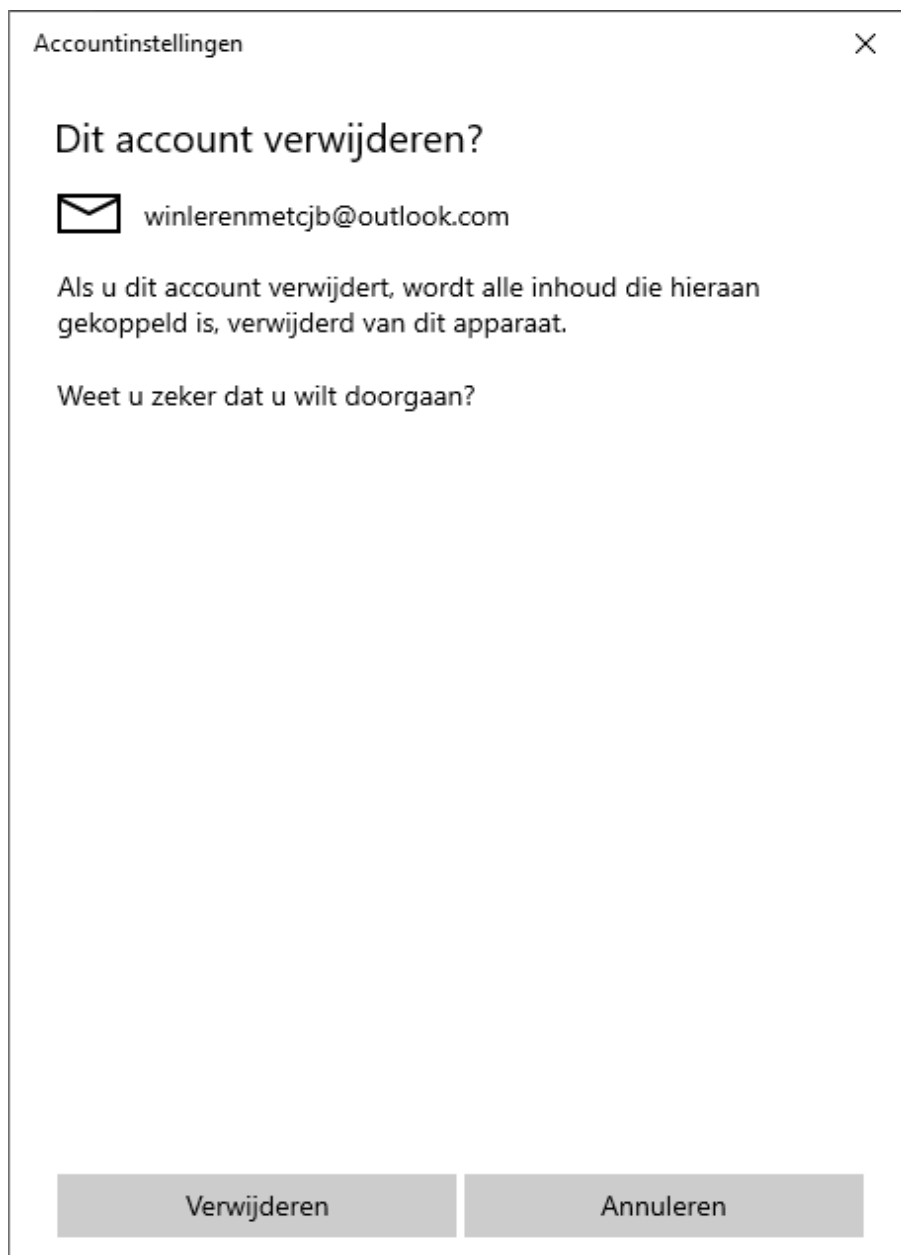 Accountinstellingen
Dit account verwijderen?
winlerenmetcjb@outlook.com
Als u dit account verwijdert, wordt alle inhoud die hieraan
gekoppeld is, verwijderd van dit apparaat.
Weet u zeker dat u wilt doorgaan?
Verwijderen
Annuleren